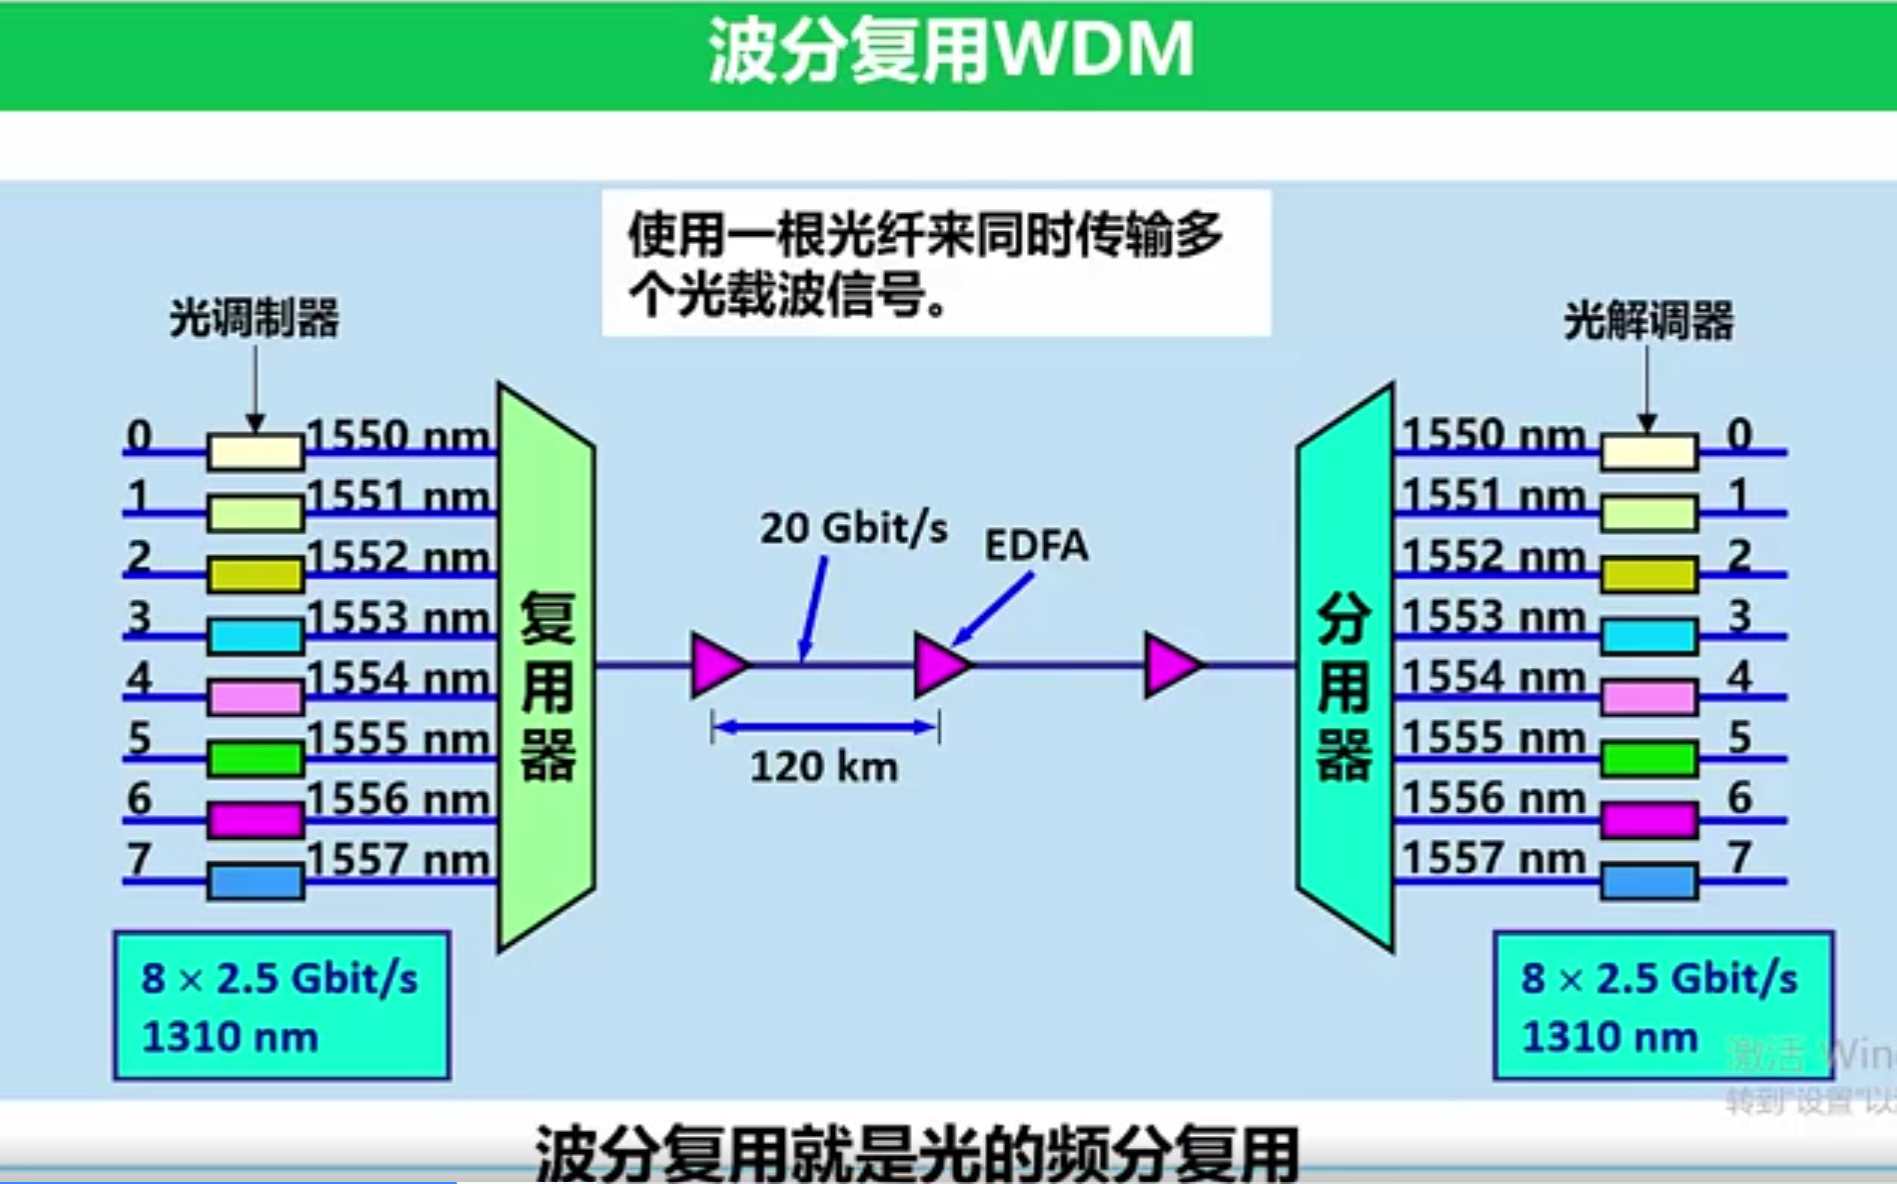 波分复用WDM
使用一根光纤来同时传输多
个光载波信号。
光调制器
光解调器
0 1550 nm
1 1551 nm
2 1552 nm
3 1553 nm
4 1554 nm
5 1555 nm
6 1556 nm
7 1557 nm
复用器
20 Gbit/s
EDFA
120 km
分用器
1550 nm 0
1551 nm 1
1552 nm 2
1553 nm 3
1554 nm 4
1555 nm 5
1556 nm 6
1557 nm 7
8 × 2.5 Gbit/s
1310 nm
8 × 2.5 Gbit/s
1310 nm
激活 Win
转到"设置"以
波分复用就是光的频分复用